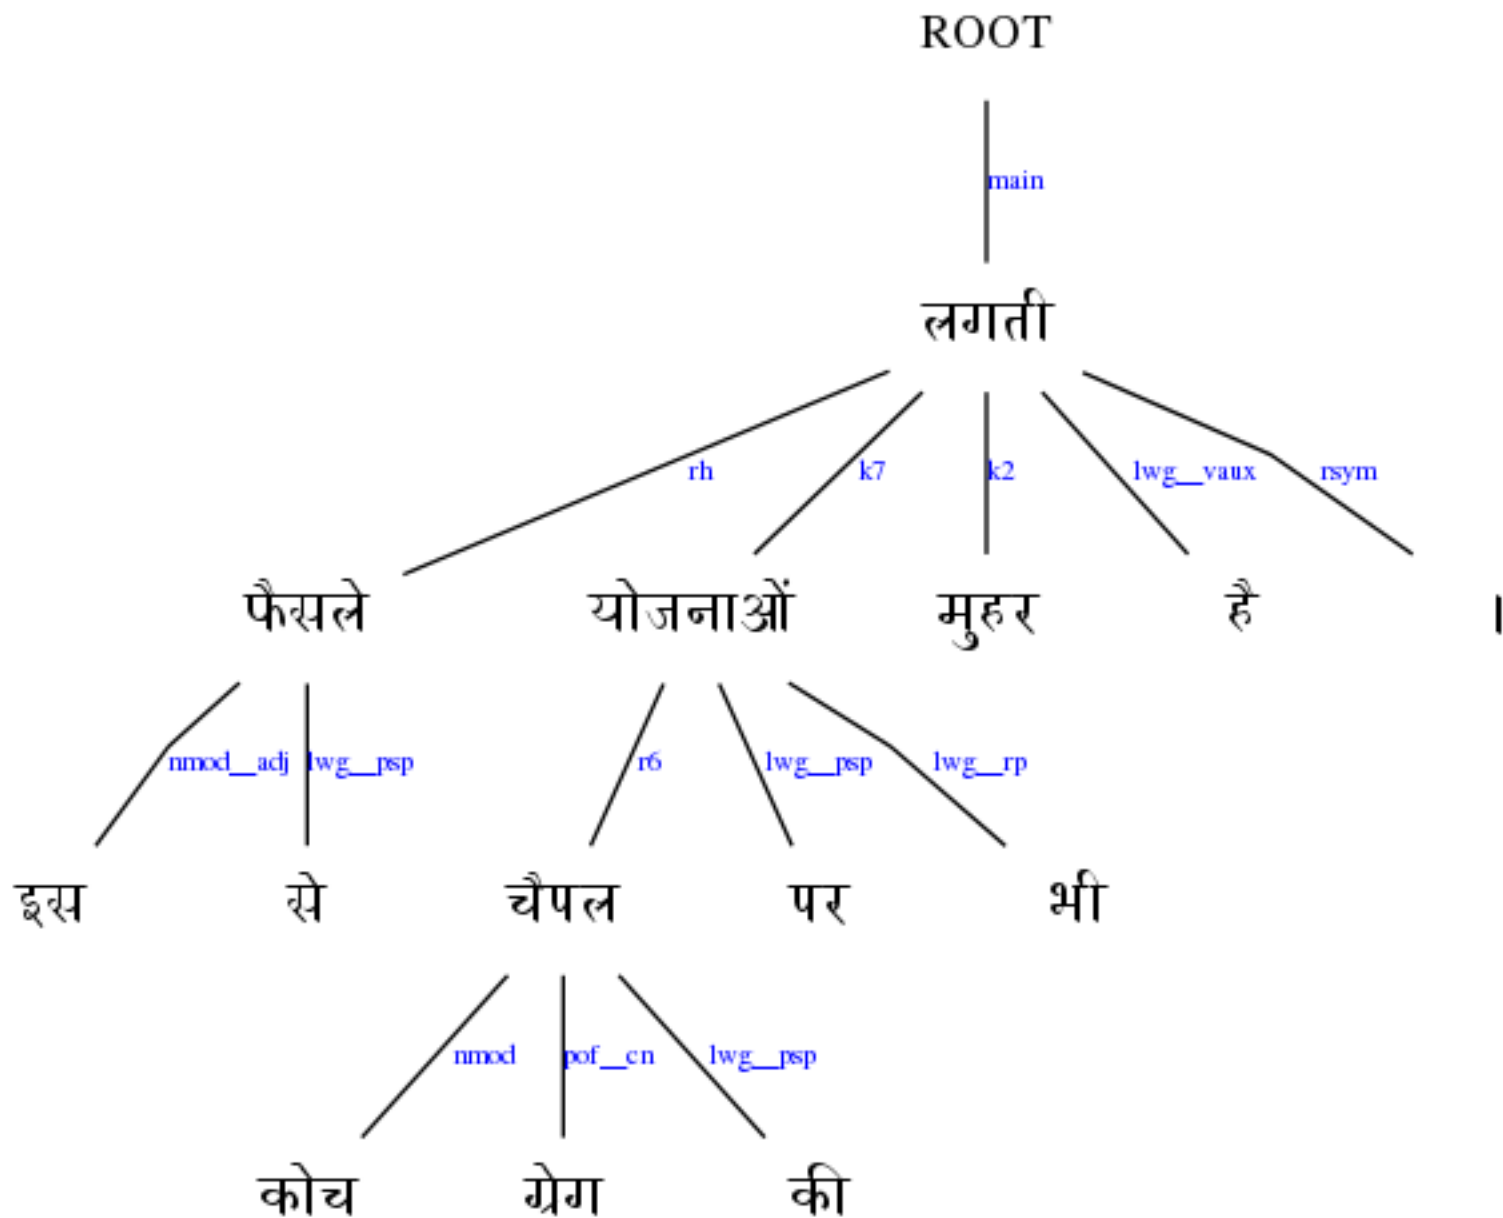 ROOT
main
लगती
rh k7 k2 lwg__vaux rsym
फैसले योजनाओं मुहर है ।
nmod__adj lwg__psp r6 lwg__psp lwg__rp
इस से चैपल पर भी
nmod pof__cn lwg__psp
कोच ग्रेग की